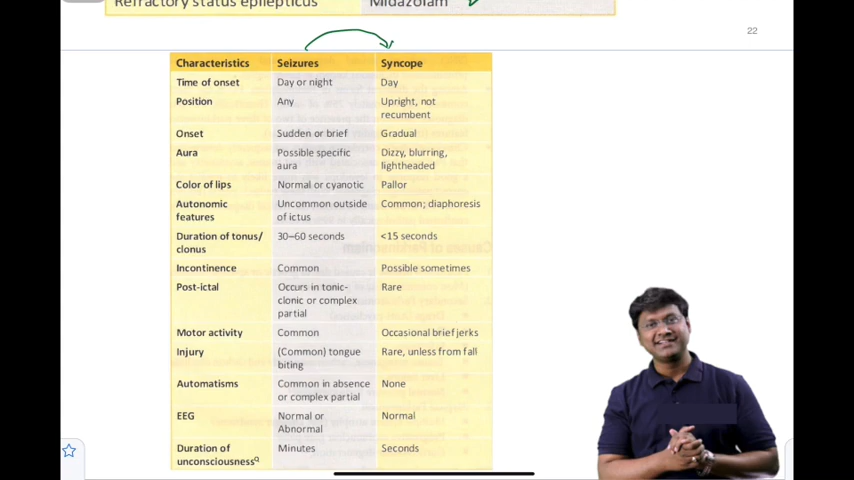 Refractory status epilepticus Midazolam
22
Characteristics Seizures Syncope
Time of onset Day or night Day
Position Any Upright, not
recumbent
Onset Sudden or brief Gradual
Aura Possible specific Dizzy, blurring,
aura lightheaded
Color of lips Normal or cyanotic Pallor
Autonomic Uncommon outside Common; diaphoresis
features of ictus
Duration of tonus/ 30–60 seconds <15 seconds
clonus
Incontinence Common Possible sometimes
Post-ictal Occurs in tonic- Rare
clonic or complex
partial
Motor activity Common Occasional brief jerks
Injury (Common) tongue Rare, unless from fall
biting
Automatisms Common in absence None
or complex partial
EEG Normal or Normal
Abnormal
Duration of Minutes Seconds
unconsciousnessQ